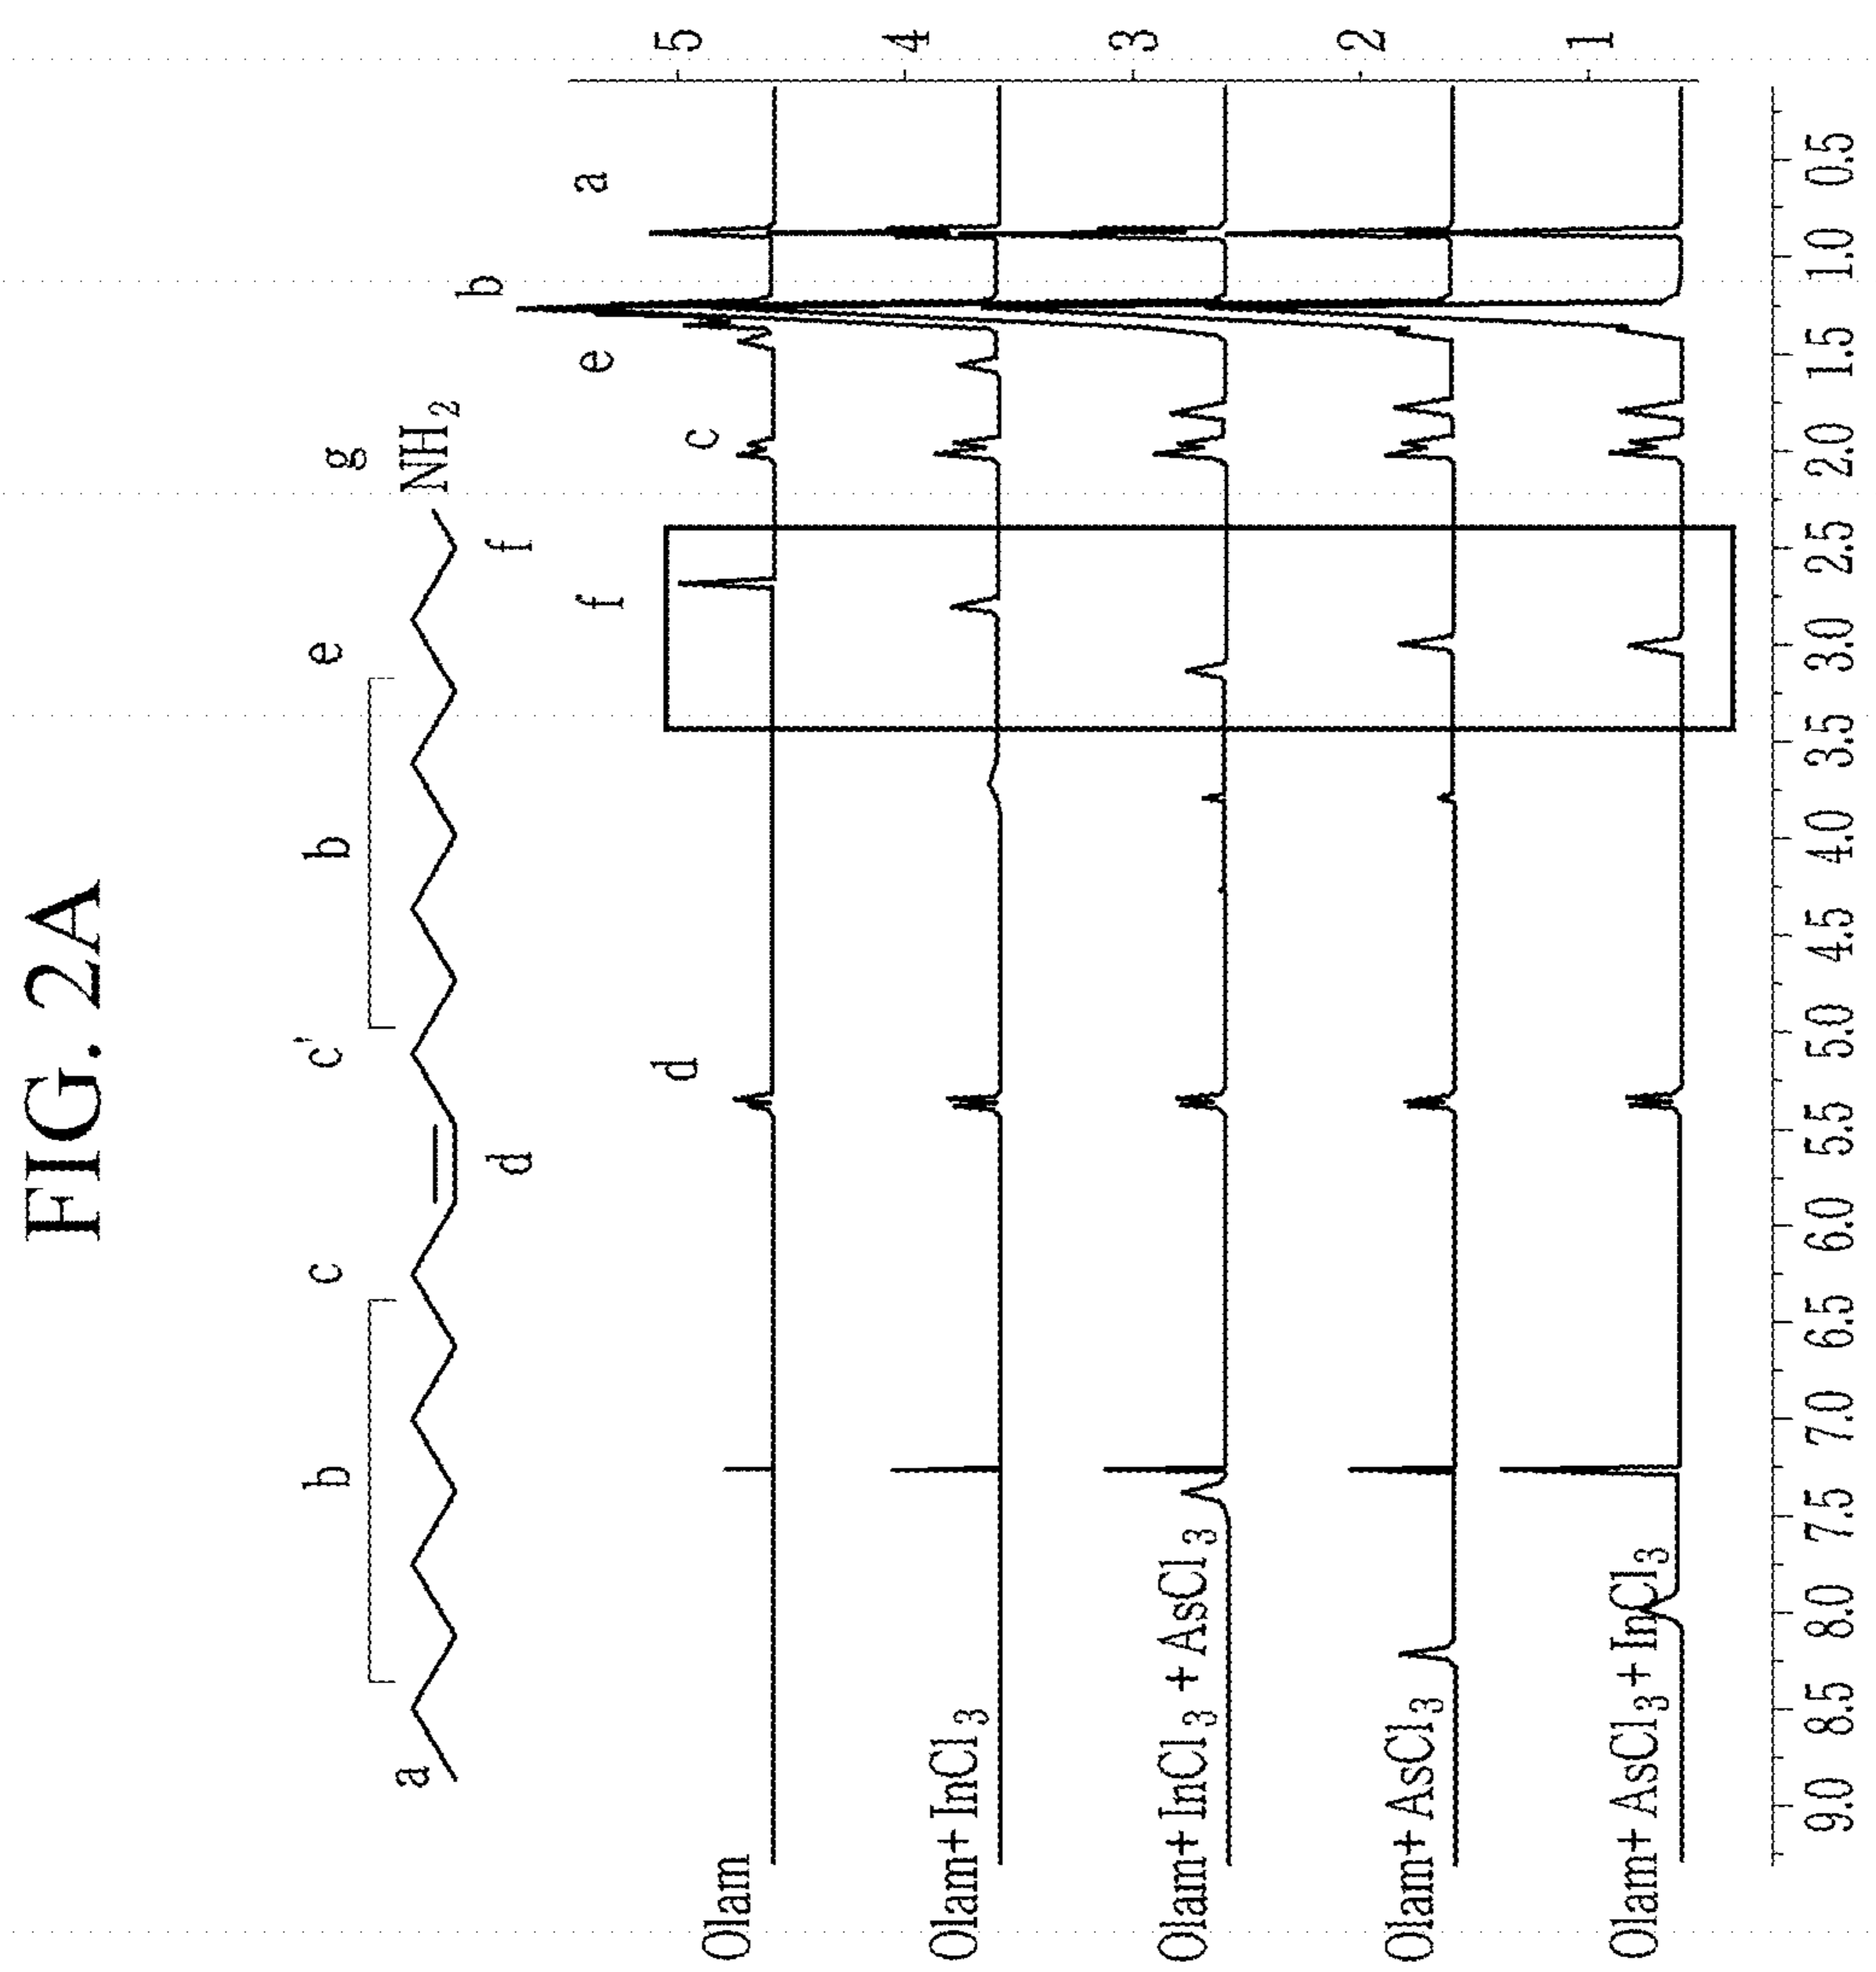 FIG. 2A
a
b
c
d
c'
b
e
f
g
NH2
a
b
e
c
f
d
5
4
3
2
1
Olam
Olam+ InCl3
Olam+ InCl3 + AsCl3
Olam+ AsCl3
Olam+ AsCl3 + InCl3
9.0 8.5 8.0 7.5 7.0 6.5 6.0 5.5 5.0 4.5 4.0 3.5 3.0 2.5 2.0 1.5 1.0 0.5